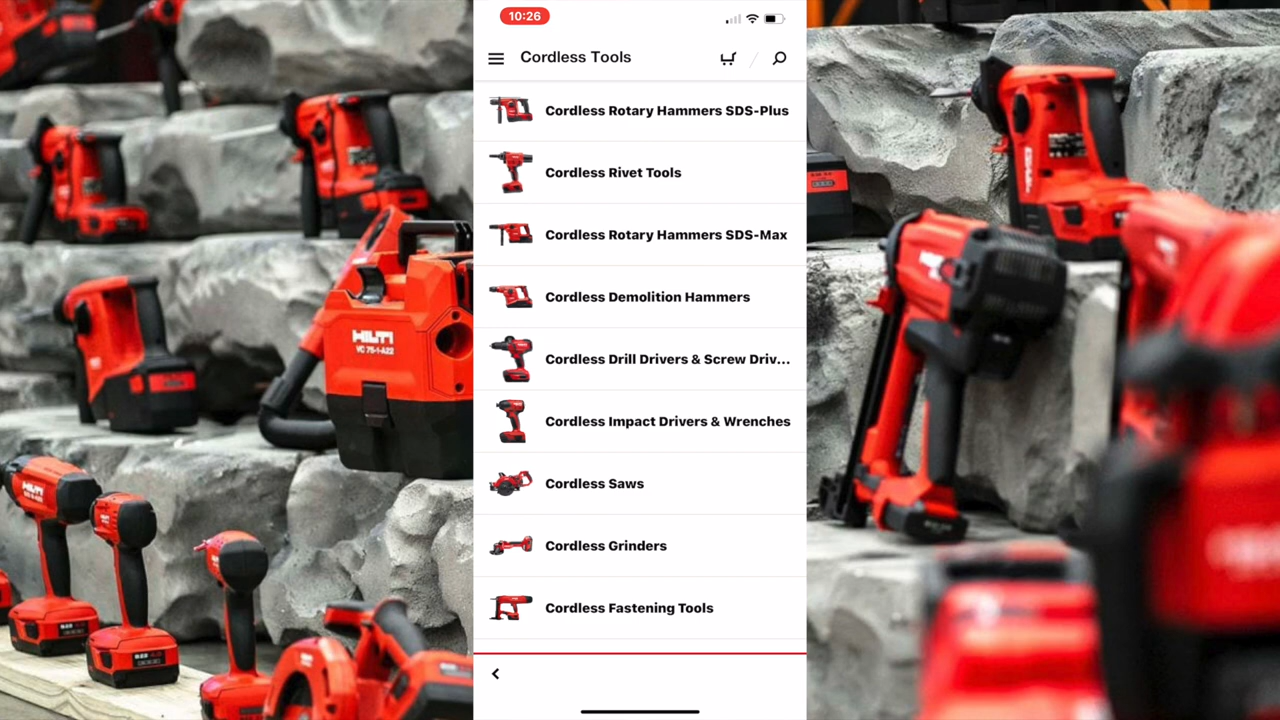 10:26
Cordless Tools
Cordless Rotary Hammers SDS-Plus
Cordless Rivet Tools
Cordless Rotary Hammers SDS-Max
Cordless Demolition Hammers
Cordless Drill Drivers & Screw Driv...
Cordless Impact Drivers & Wrenches
Cordless Saws
Cordless Grinders
Cordless Fastening Tools
HILTI
VC 75-1-A22
HILTI